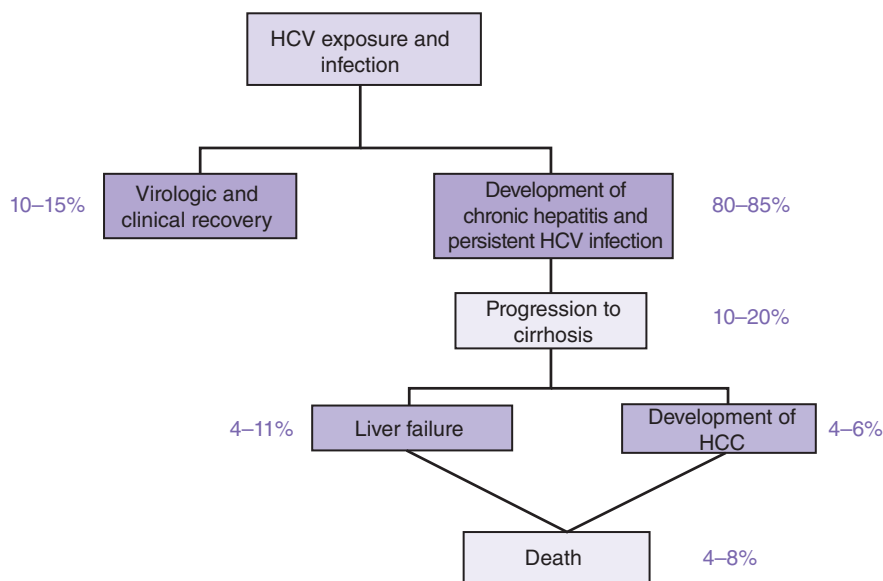 HCV exposure and
infection
10–15%
Virologic and
clinical recovery
Development of
chronic hepatitis and
persistent HCV infection
80–85%
Progression to
cirrhosis
10–20%
4–11%
Liver failure
Development of
HCC
4–6%
Death
4–8%